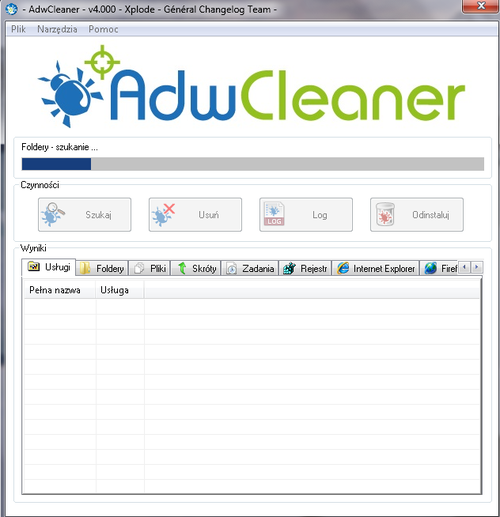 - AdwCleaner - v4.000 - Xplode - Général Changelog Team -
Plik Narzędzia Pomoc
AdwCleaner
Foldery - szukanie ...
Czynności
Szukaj Usuń LOG Log Odinstaluj
Wyniki
Usługi Foldery Pliki Skróty Zadania Rejestr Internet Explorer Firef
Pełna nazwa Usługa